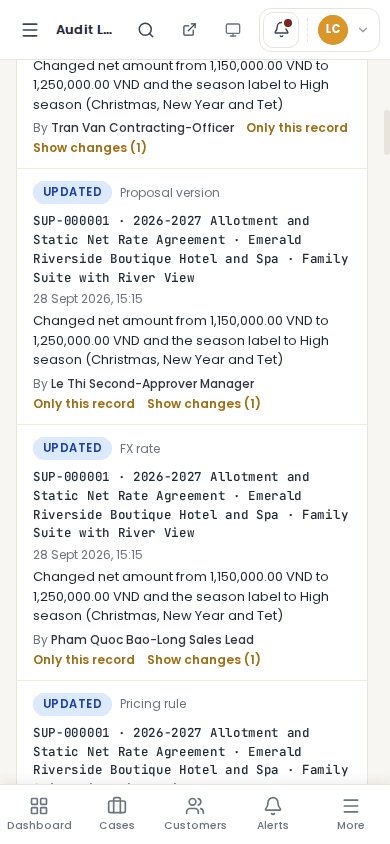 Audit L...
LC
Changed net amount from 1,150,000.00 VND to
1,250,000.00 VND and the season label to High
season (Christmas, New Year and Tet)
By Tran Van Contracting-Officer Only this record
Show changes (1)
UPDATED Proposal version
SUP-000001 · 2026-2027 Allotment and
Static Net Rate Agreement · Emerald
Riverside Boutique Hotel and Spa · Family
Suite with River View
28 Sept 2026, 15:15
Changed net amount from 1,150,000.00 VND to
1,250,000.00 VND and the season label to High
season (Christmas, New Year and Tet)
By Le Thi Second-Approver Manager
Only this record Show changes (1)
UPDATED FX rate
SUP-000001 · 2026-2027 Allotment and
Static Net Rate Agreement · Emerald
Riverside Boutique Hotel and Spa · Family
Suite with River View
28 Sept 2026, 15:15
Changed net amount from 1,150,000.00 VND to
1,250,000.00 VND and the season label to High
season (Christmas, New Year and Tet)
By Pham Quoc Bao-Long Sales Lead
Only this record Show changes (1)
UPDATED Pricing rule
SUP-000001 · 2026-2027 Allotment and
Static Net Rate Agreement · Emerald
Riverside Boutique Hotel and Spa · Family
Dashboard Cases Customers Alerts More